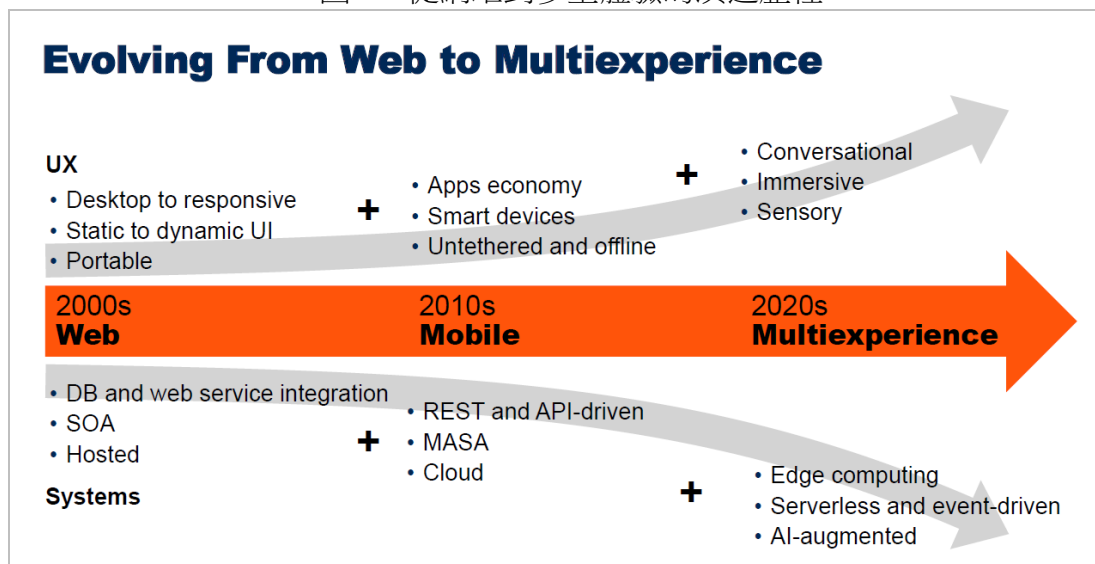 Evolving From Web to Multiexperience
UX
• Desktop to responsive
• Static to dynamic UI
• Portable
+
• Apps economy
• Smart devices
• Untethered and offline
+
• Conversational
• Immersive
• Sensory
2000s
Web
2010s
Mobile
2020s
Multiexperience
• DB and web service integration
• SOA
• Hosted
Systems
+
• REST and API-driven
• MASA
• Cloud
+
• Edge computing
• Serverless and event-driven
• AI-augmented